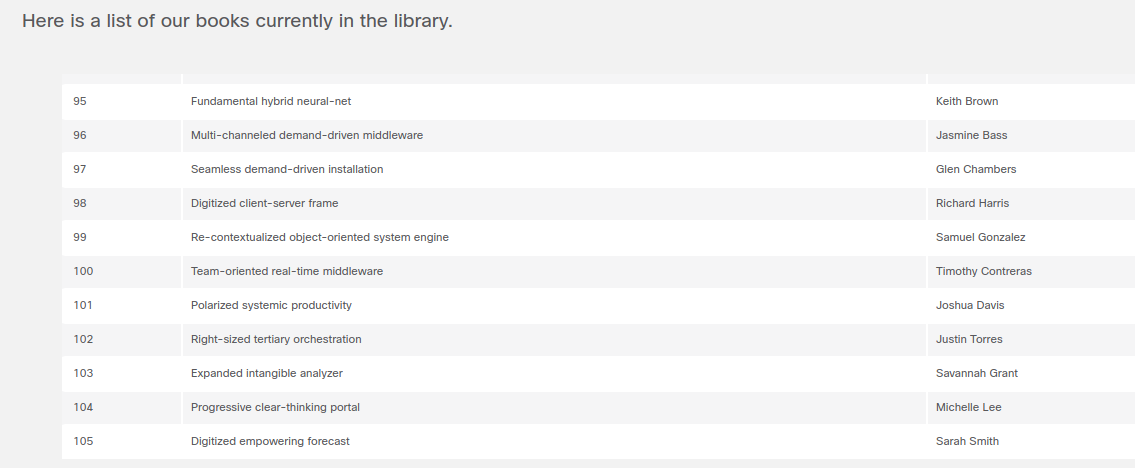 Here is a list of our books currently in the library.
95 Fundamental hybrid neural-net Keith Brown
96 Multi-channeled demand-driven middleware Jasmine Bass
97 Seamless demand-driven installation Glen Chambers
98 Digitized client-server frame Richard Harris
99 Re-contextualized object-oriented system engine Samuel Gonzalez
100 Team-oriented real-time middleware Timothy Contreras
101 Polarized systemic productivity Joshua Davis
102 Right-sized tertiary orchestration Justin Torres
103 Expanded intangible analyzer Savannah Grant
104 Progressive clear-thinking portal Michelle Lee
105 Digitized empowering forecast Sarah Smith